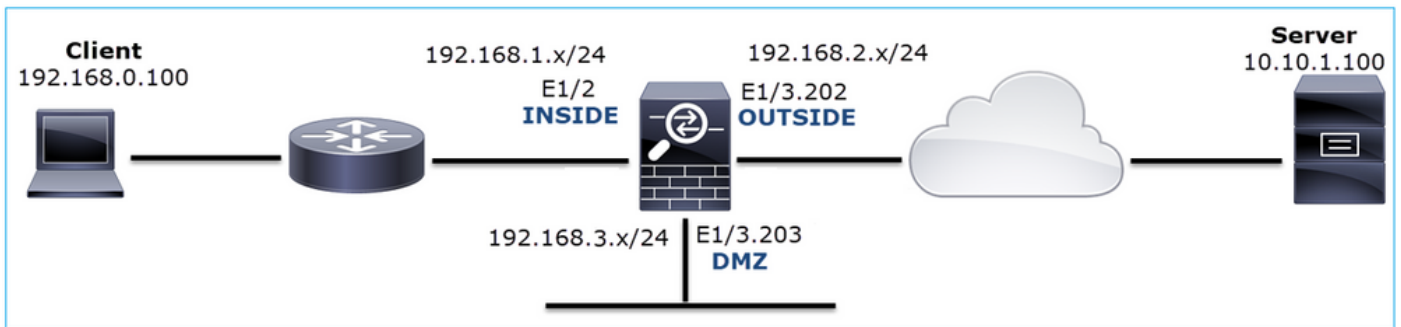 Client
192.168.0.100
192.168.1.x/24
E1/2
INSIDE
192.168.2.x/24
E1/3.202
OUTSIDE
Server
10.10.1.100
192.168.3.x/24
E1/3.203
DMZ